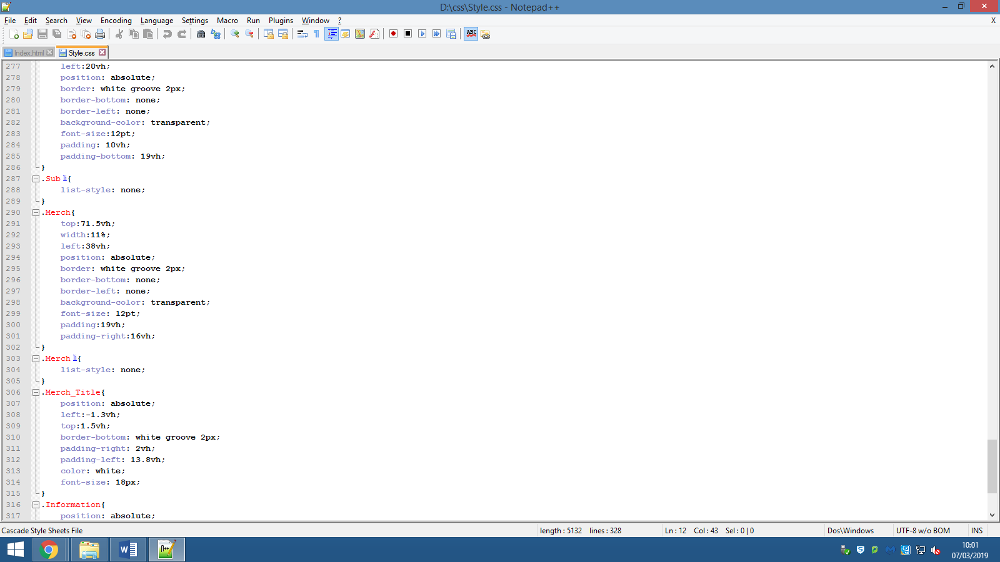 D:\css\Style.css - Notepad++
File Edit Search View Encoding Language Settings Macro Run Plugins Window ? X
ABC
Index.html Style.css
277 left:20vh;
278 position: absolute;
279 border: white groove 2px;
280 border-bottom: none;
281 border-left: none;
282 background-color: transparent;
283 font-size:12pt;
284 padding: 10vh;
285 padding-bottom: 19vh;
286 }
287 .Sub li{
288 list-style: none;
289 }
290 .Merch{
291 top:71.5vh;
292 width:11%;
293 left:38vh;
294 position: absolute;
295 border: white groove 2px;
296 border-bottom: none;
297 border-left: none;
298 background-color: transparent;
299 font-size: 12pt;
300 padding:19vh;
301 padding-right:16vh;
302 }
303 .Merch li{
304 list-style: none;
305 }
306 .Merch_Title{
307 position: absolute;
308 left:-1.3vh;
309 top:1.5vh;
310 border-bottom: white groove 2px;
311 padding-right: 2vh;
312 padding-left: 13.8vh;
313 color: white;
314 font-size: 18px;
315 }
316 .Information{
317 position: absolute;
Cascade Style Sheets File length : 5132 lines : 328 Ln : 12 Col : 43 Sel : 0 | 0 Dos\Windows UTF-8 w/o BOM INS
10:01
07/03/2019